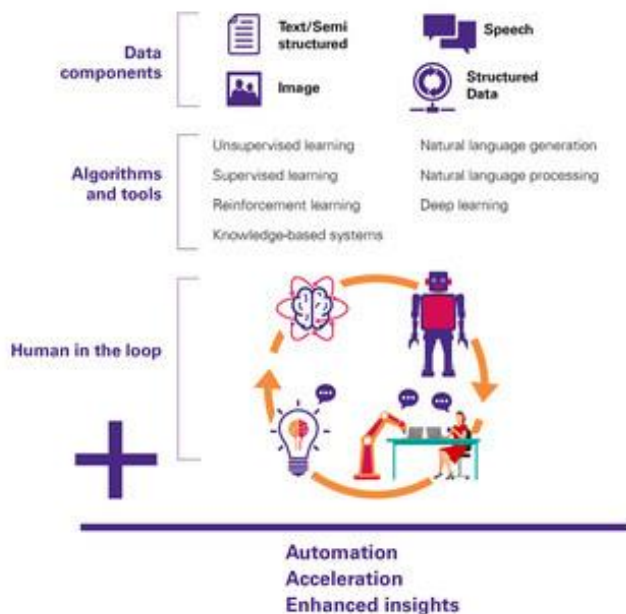 Data
components
Text/Semi
structured
Speech
Image
Structured
Data
Algorithms
and tools
Unsupervised learning
Natural language generation
Supervised learning
Natural language processing
Reinforcement learning
Deep learning
Knowledge-based systems
Human in the loop
Automation
Acceleration
Enhanced insights